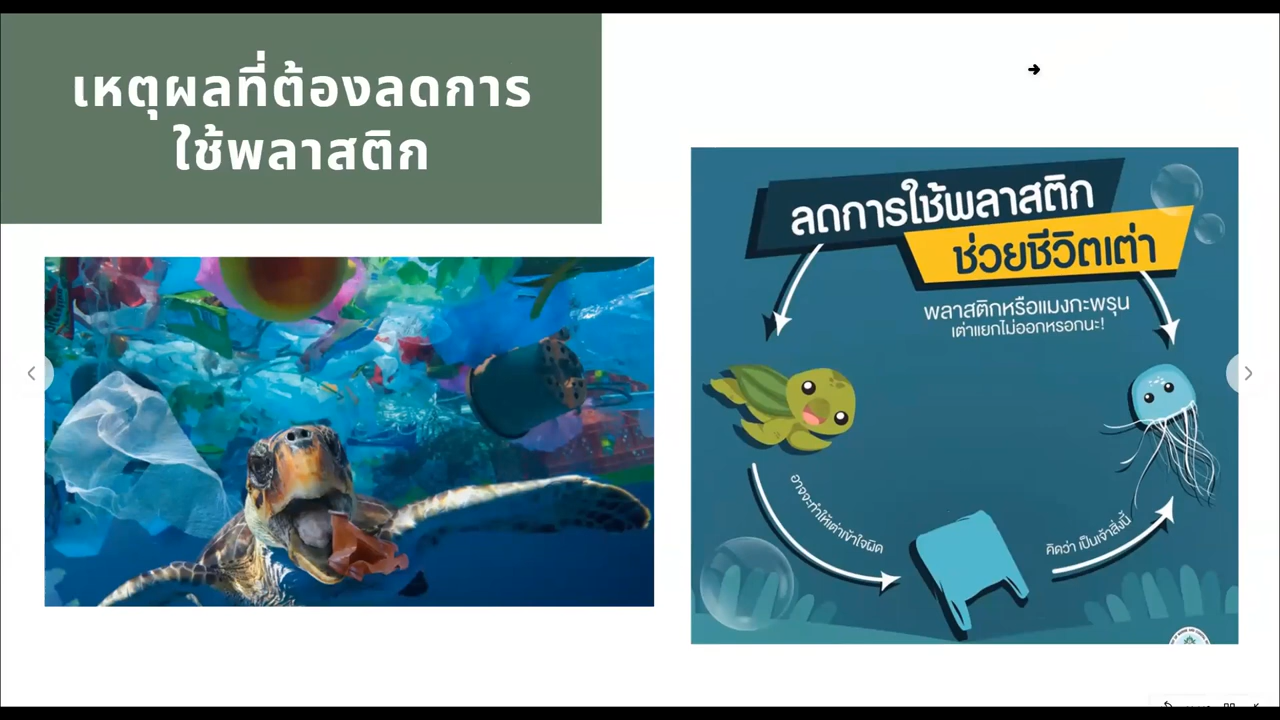 เหตุผลที่ต้องลดการ
ใช้พลาสติก
ลดการใช้พลาสติก
ช่วยชีวิตเต่า
พลาสติกหรือแมงกะพรุน
เต่าแยกไม่ออกหรอกนะ!
อาจจะทำให้เต่าเข้าใจผิด
คิดว่า เป็นเจ้าสิ่งนี้